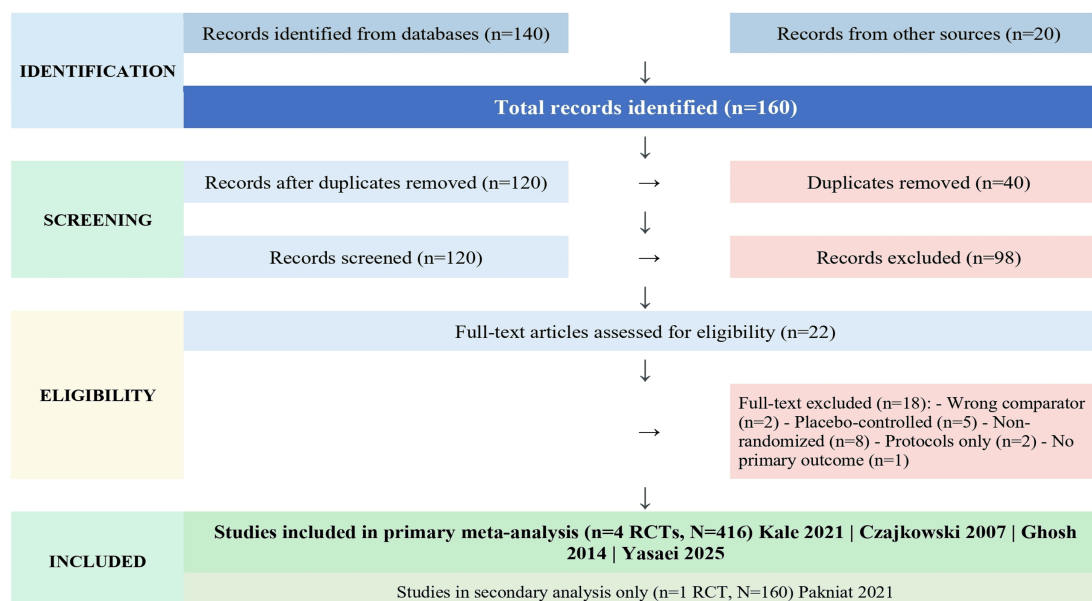 Records identified from databases (n=140)
Records from other sources (n=20)
IDENTIFICATION
↓
Total records identified (n=160)
↓
Records after duplicates removed (n=120)
→
Duplicates removed (n=40)
SCREENING
↓
Records screened (n=120)
→
Records excluded (n=98)
↓
Full-text articles assessed for eligibility (n=22)
↓
ELIGIBILITY
→
Full-text excluded (n=18): - Wrong comparator
(n=2) - Placebo-controlled (n=5) - Non-
randomized (n=8) - Protocols only (n=2) - No
primary outcome (n=1)
↓
INCLUDED
Studies included in primary meta-analysis (n=4 RCTs, N=416) Kale 2021 | Czajkowski 2007 | Ghosh
2014 | Yasaei 2025
Studies in secondary analysis only (n=1 RCT, N=160) Pakniat 2021